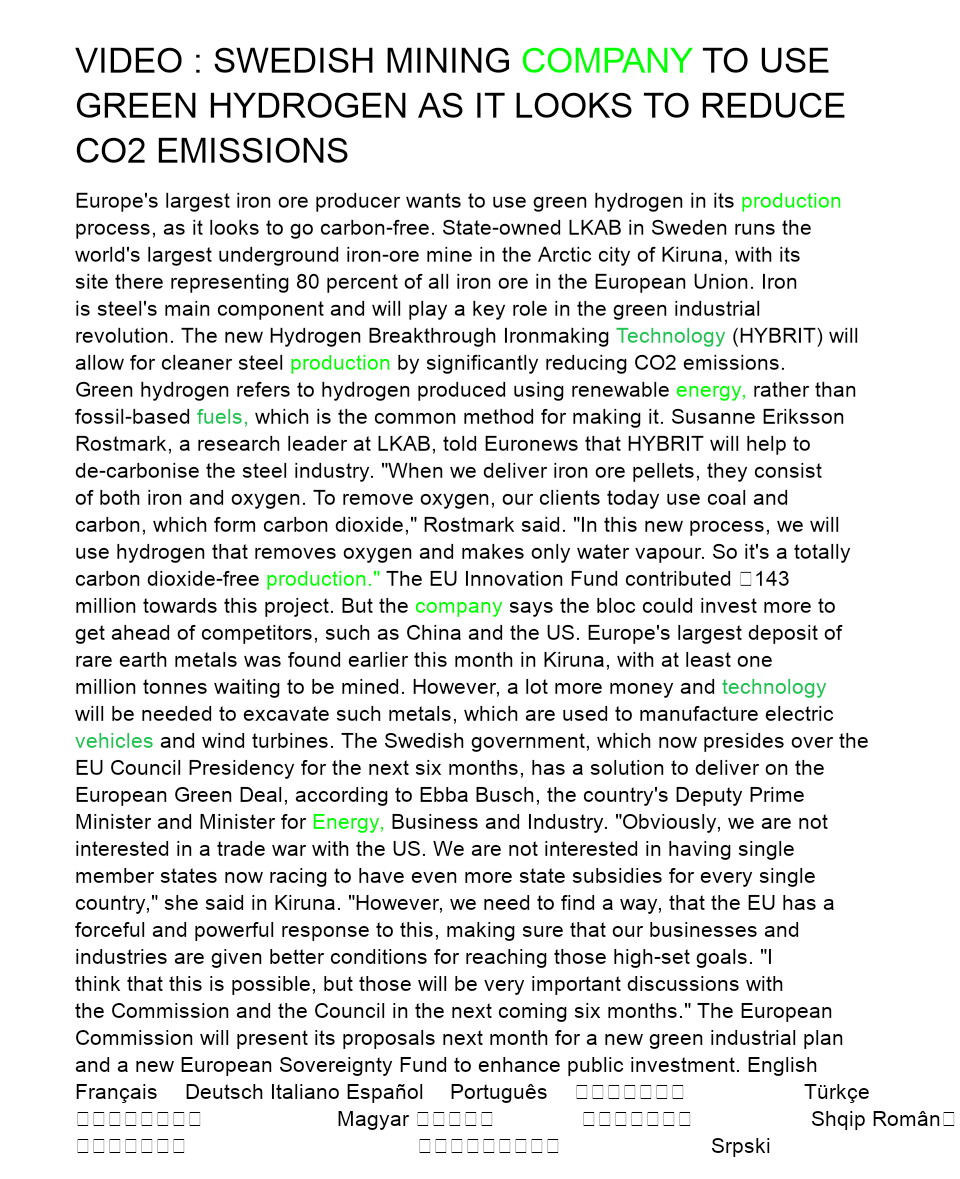 VIDEO : SWEDISH MINING COMPANY TO USE
GREEN HYDROGEN AS IT LOOKS TO REDUCE
CO2 EMISSIONS
Europe's largest iron ore producer wants to use green hydrogen in its production
process, as it looks to go carbon-free. State-owned LKAB in Sweden runs the
world's largest underground iron-ore mine in the Arctic city of Kiruna, with its
site there representing 80 percent of all iron ore in the European Union. Iron
is steel's main component and will play a key role in the green industrial
revolution. The new Hydrogen Breakthrough Ironmaking Technology (HYBRIT) will
allow for cleaner steel production by significantly reducing CO2 emissions.
Green hydrogen refers to hydrogen produced using renewable energy, rather than
fossil-based fuels, which is the common method for making it. Susanne Eriksson
Rostmark, a research leader at LKAB, told Euronews that HYBRIT will help to
de-carbonise the steel industry. "When we deliver iron ore pellets, they consist
of both iron and oxygen. To remove oxygen, our clients today use coal and
carbon, which form carbon dioxide," Rostmark said. "In this new process, we will
use hydrogen that removes oxygen and makes only water vapour. So it's a totally
carbon dioxide-free production." The EU Innovation Fund contributed 143
million towards this project. But the company says the bloc could invest more to
get ahead of competitors, such as China and the US. Europe's largest deposit of
rare earth metals was found earlier this month in Kiruna, with at least one
million tonnes waiting to be mined. However, a lot more money and technology
will be needed to excavate such metals, which are used to manufacture electric
vehicles and wind turbines. The Swedish government, which now presides over the
EU Council Presidency for the next six months, has a solution to deliver on the
European Green Deal, according to Ebba Busch, the country's Deputy Prime
Minister and Minister for Energy, Business and Industry. "Obviously, we are not
interested in a trade war with the US. We are not interested in having single
member states now racing to have even more state subsidies for every single
country," she said in Kiruna. "However, we need to find a way, that the EU has a
forceful and powerful response to this, making sure that our businesses and
industries are given better conditions for reaching those high-set goals. "I
think that this is possible, but those will be very important discussions with
the Commission and the Council in the next coming six months." The European
Commission will present its proposals next month for a new green industrial plan
and a new European Sovereignty Fund to enhance public investment. English
Français Deutsch Italiano Español Português Türkçe
Magyar Shqip Român
Srpski